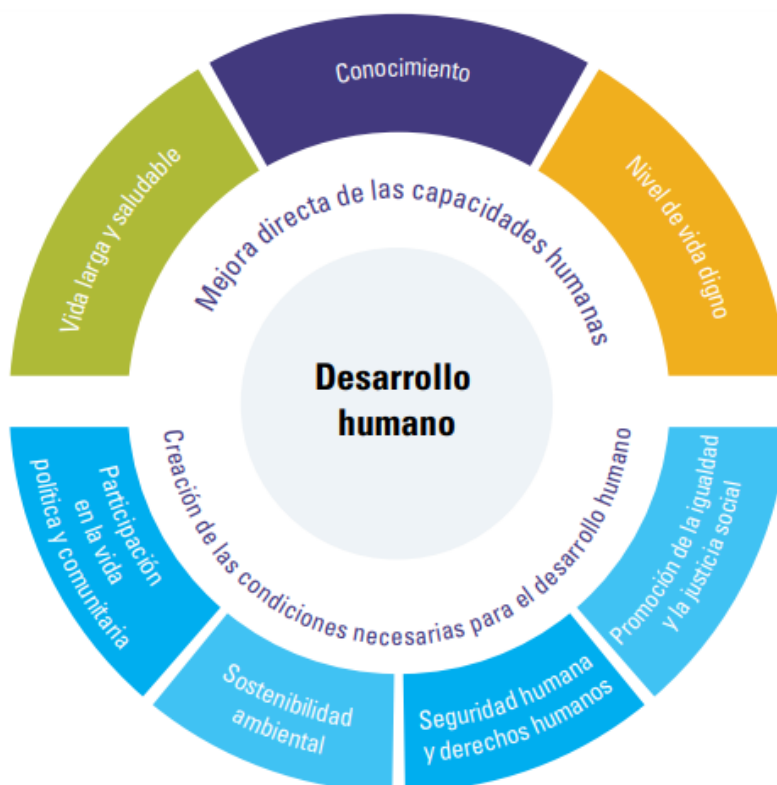 Conocimiento
Vida larga y saludable
Nivel de vida digno
Mejora directa de las capacidades humanas
Desarrollo
humano
Creación de las condiciones necesarias para el desarrollo humano
Participación
en la vida
política y comunitaria
Sostenibilidad
ambiental
Seguridad humana
y derechos humanos
Promoción de la igualdad
y la justicia social